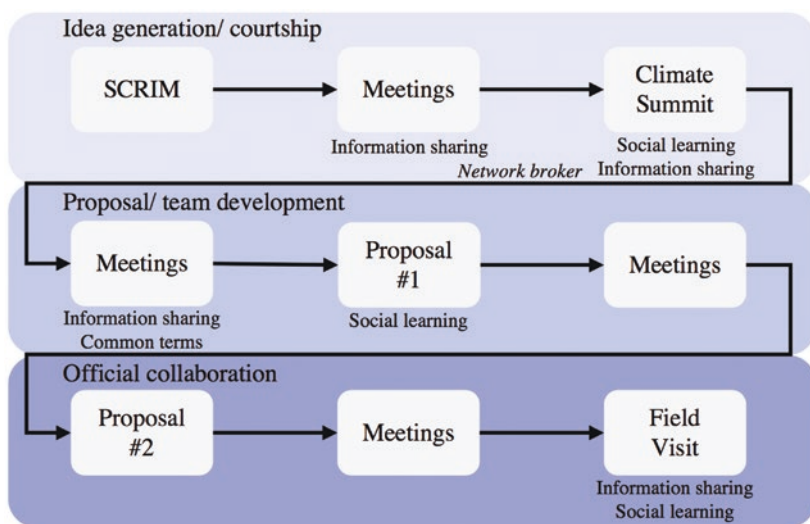 Idea generation/ courtship
SCRIM
Meetings
Climate
Summit
Information sharing
Social learning
Information sharing
Network broker
Proposal/ team development
Meetings
Proposal
#1
Meetings
Information sharing
Common terms
Social learning
Official collaboration
Proposal
#2
Meetings
Field
Visit
Information sharing
Social learning